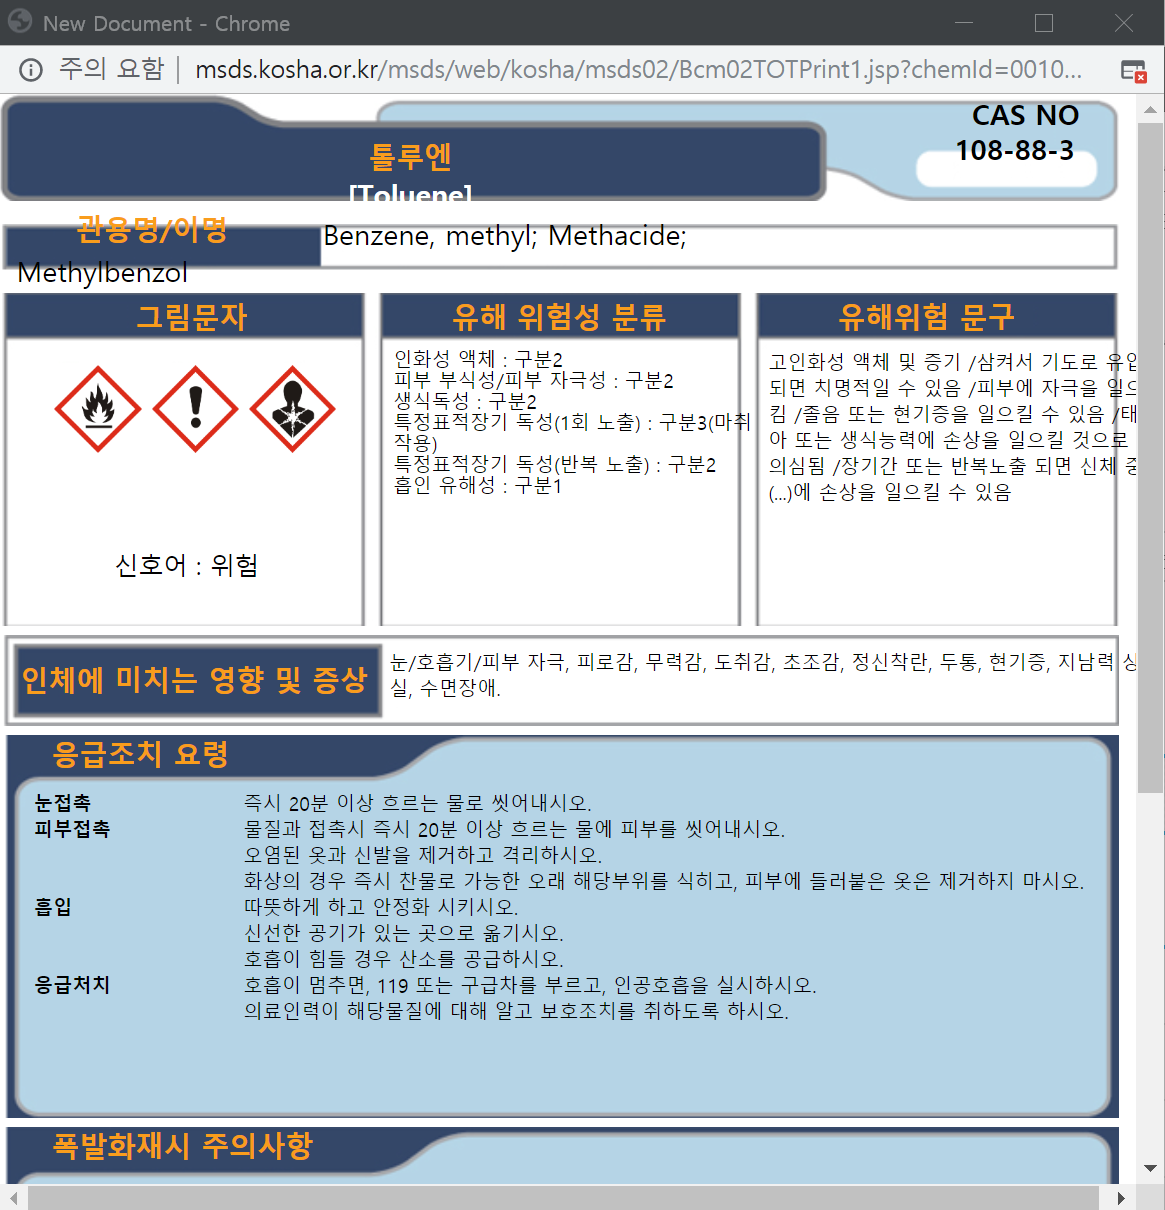 New Document - Chrome
주의 요함 | msds.kosha.or.kr/msds/web/kosha/msds02/Bcm02TOTPrint1.jsp?chemId=0010...
CAS NO
108-88-3
톨루엔
[Toluene]
관용명/이명
Benzene, methyl; Methacide;
Methylbenzol
그림문자
신호어 : 위험
유해 위험성 분류
인화성 액체 : 구분2
피부 부식성/피부 자극성 : 구분2
생식독성 : 구분2
특정표적장기 독성(1회 노출) : 구분3(마취
작용)
특정표적장기 독성(반복 노출) : 구분2
흡인 유해성 : 구분1
유해위험 문구
고인화성 액체 및 증기 /삼켜서 기도로 유입
되면 치명적일 수 있음 /피부에 자극을 일으
킴 /졸음 또는 현기증을 일으킬 수 있음 /태
아 또는 생식능력에 손상을 일으킬 것으로
의심됨 /장기간 또는 반복노출 되면 신체 중
(...)에 손상을 일으킬 수 있음
인체에 미치는 영향 및 증상
눈/호흡기/피부 자극, 피로감, 무력감, 도취감, 초조감, 정신착란, 두통, 현기증, 지남력 상
실, 수면장애.
응급조치 요령
눈접촉 즉시 20분 이상 흐르는 물로 씻어내시오.
피부접촉 물질과 접촉시 즉시 20분 이상 흐르는 물에 피부를 씻어내시오.
오염된 옷과 신발을 제거하고 격리하시오.
화상의 경우 즉시 찬물로 가능한 오래 해당부위를 식히고, 피부에 들러붙은 옷은 제거하지 마시오.
흡입 따뜻하게 하고 안정화 시키시오.
신선한 공기가 있는 곳으로 옮기시오.
호흡이 힘들 경우 산소를 공급하시오.
응급처치 호흡이 멈추면, 119 또는 구급차를 부르고, 인공호흡을 실시하시오.
의료인력이 해당물질에 대해 알고 보호조치를 취하도록 하시오.
폭발화재시 주의사항